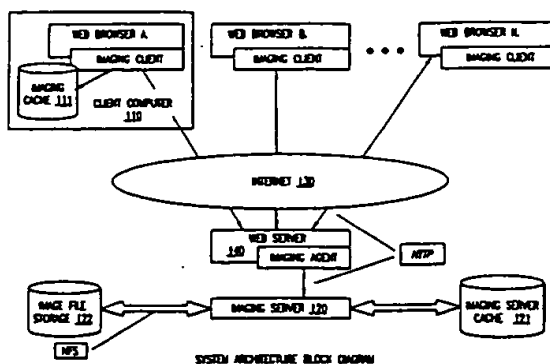 WEB BROWSER A.
IMAGING CLIENT
IMAGING
CACHE 111
CLIENT COMPUTER
110
WEB BROWSER B.
IMAGING CLIENT
WEB BROWSER N.
IMAGING CLIENT
INTERNET 130
WEB SERVER
140
IMAGING AGENT
HTTP
IMAGE FILE
STORAGE 122
IMAGING SERVER 120
IMAGING SERVER
CACHE 121
NFS
SYSTEM ARCHITECTURE BLOCK DIAGRAM